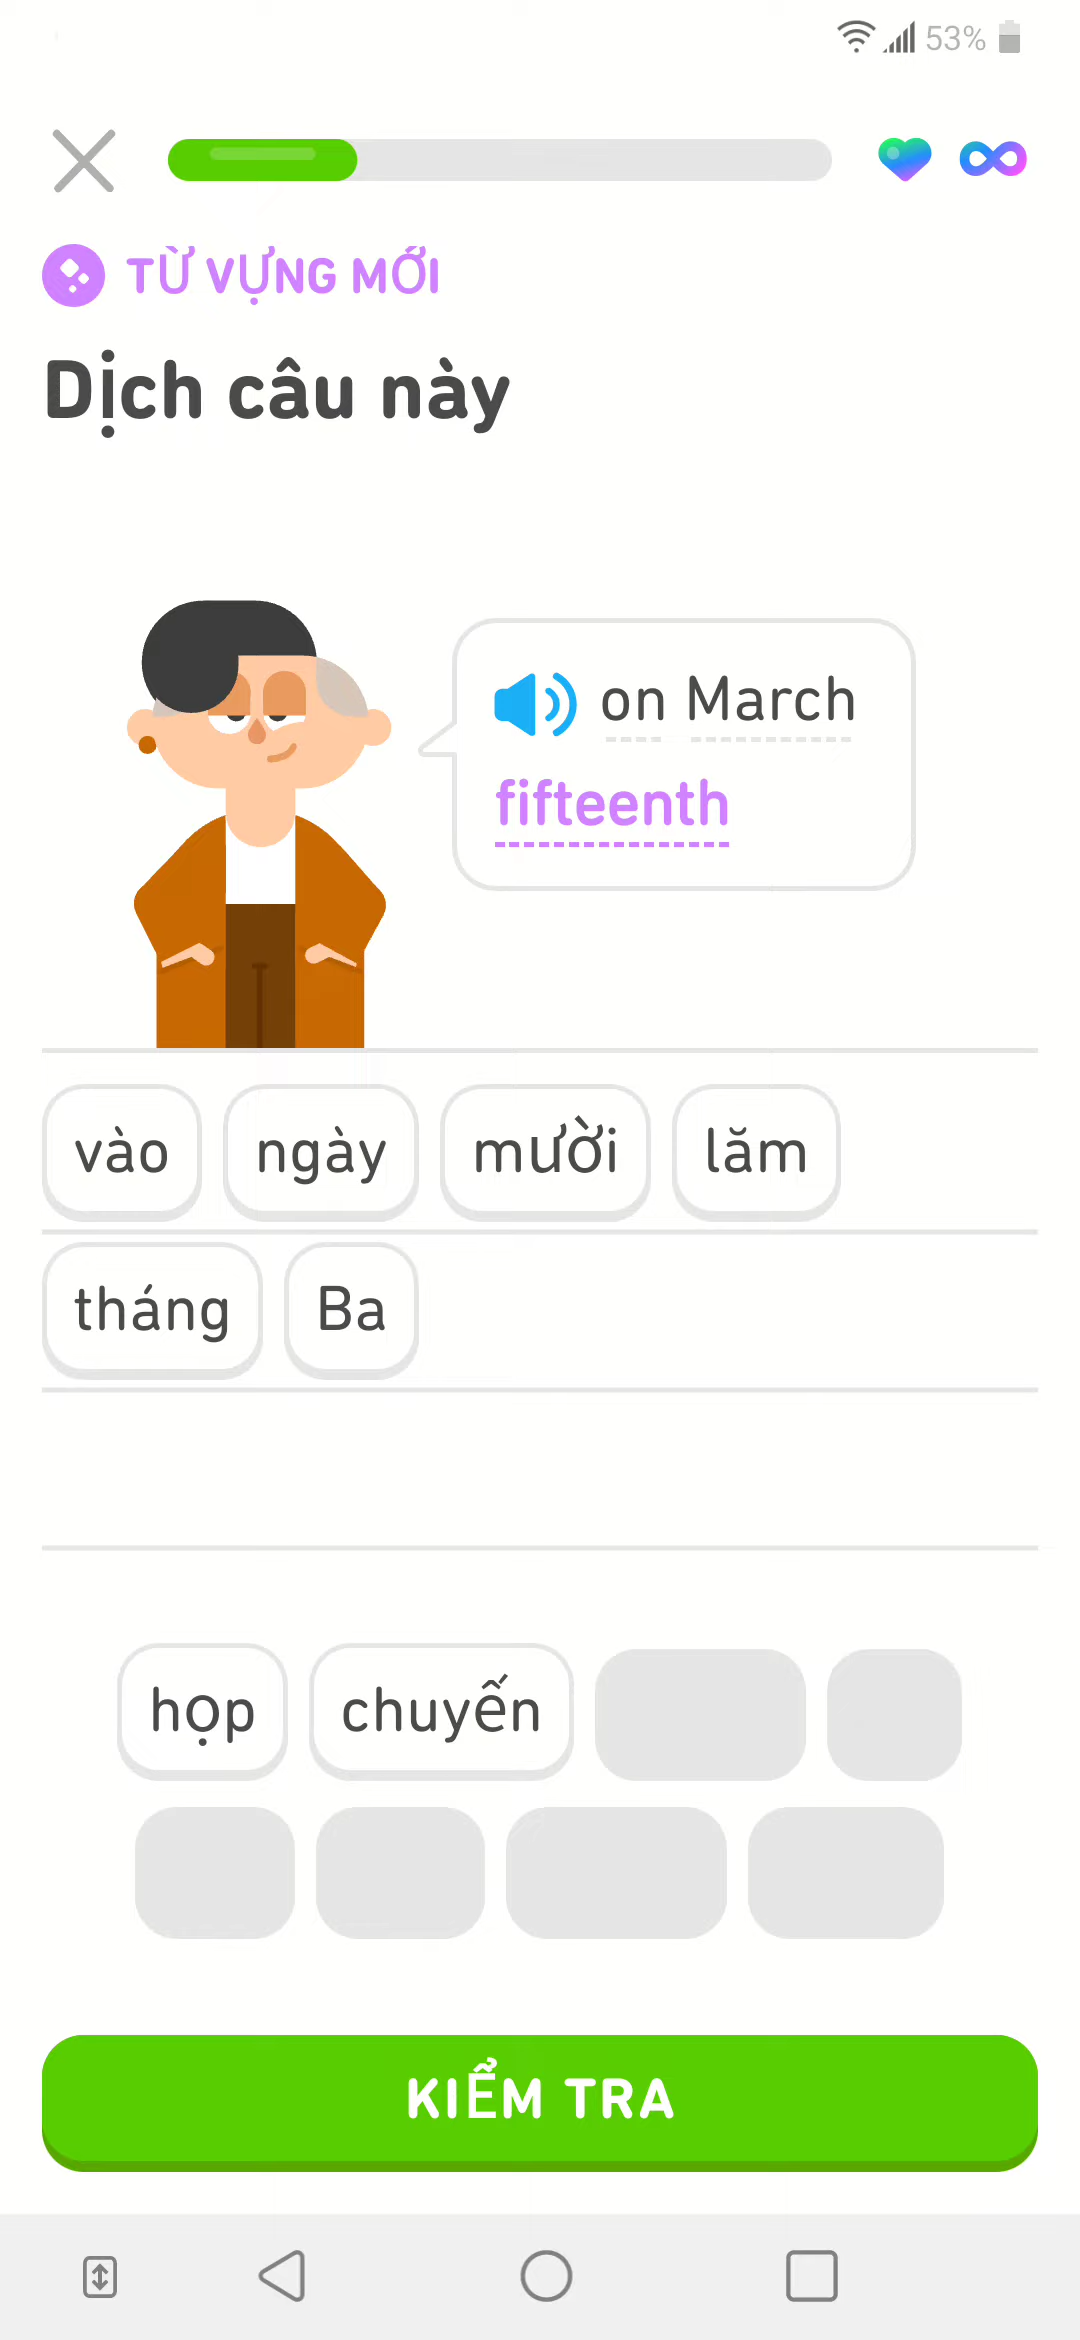 53%
TỪ VỰNG MỚI
Dịch câu này
on March
fifteenth
vào ngày mười lăm
tháng Ba
họp chuyến
KIỂM TRA